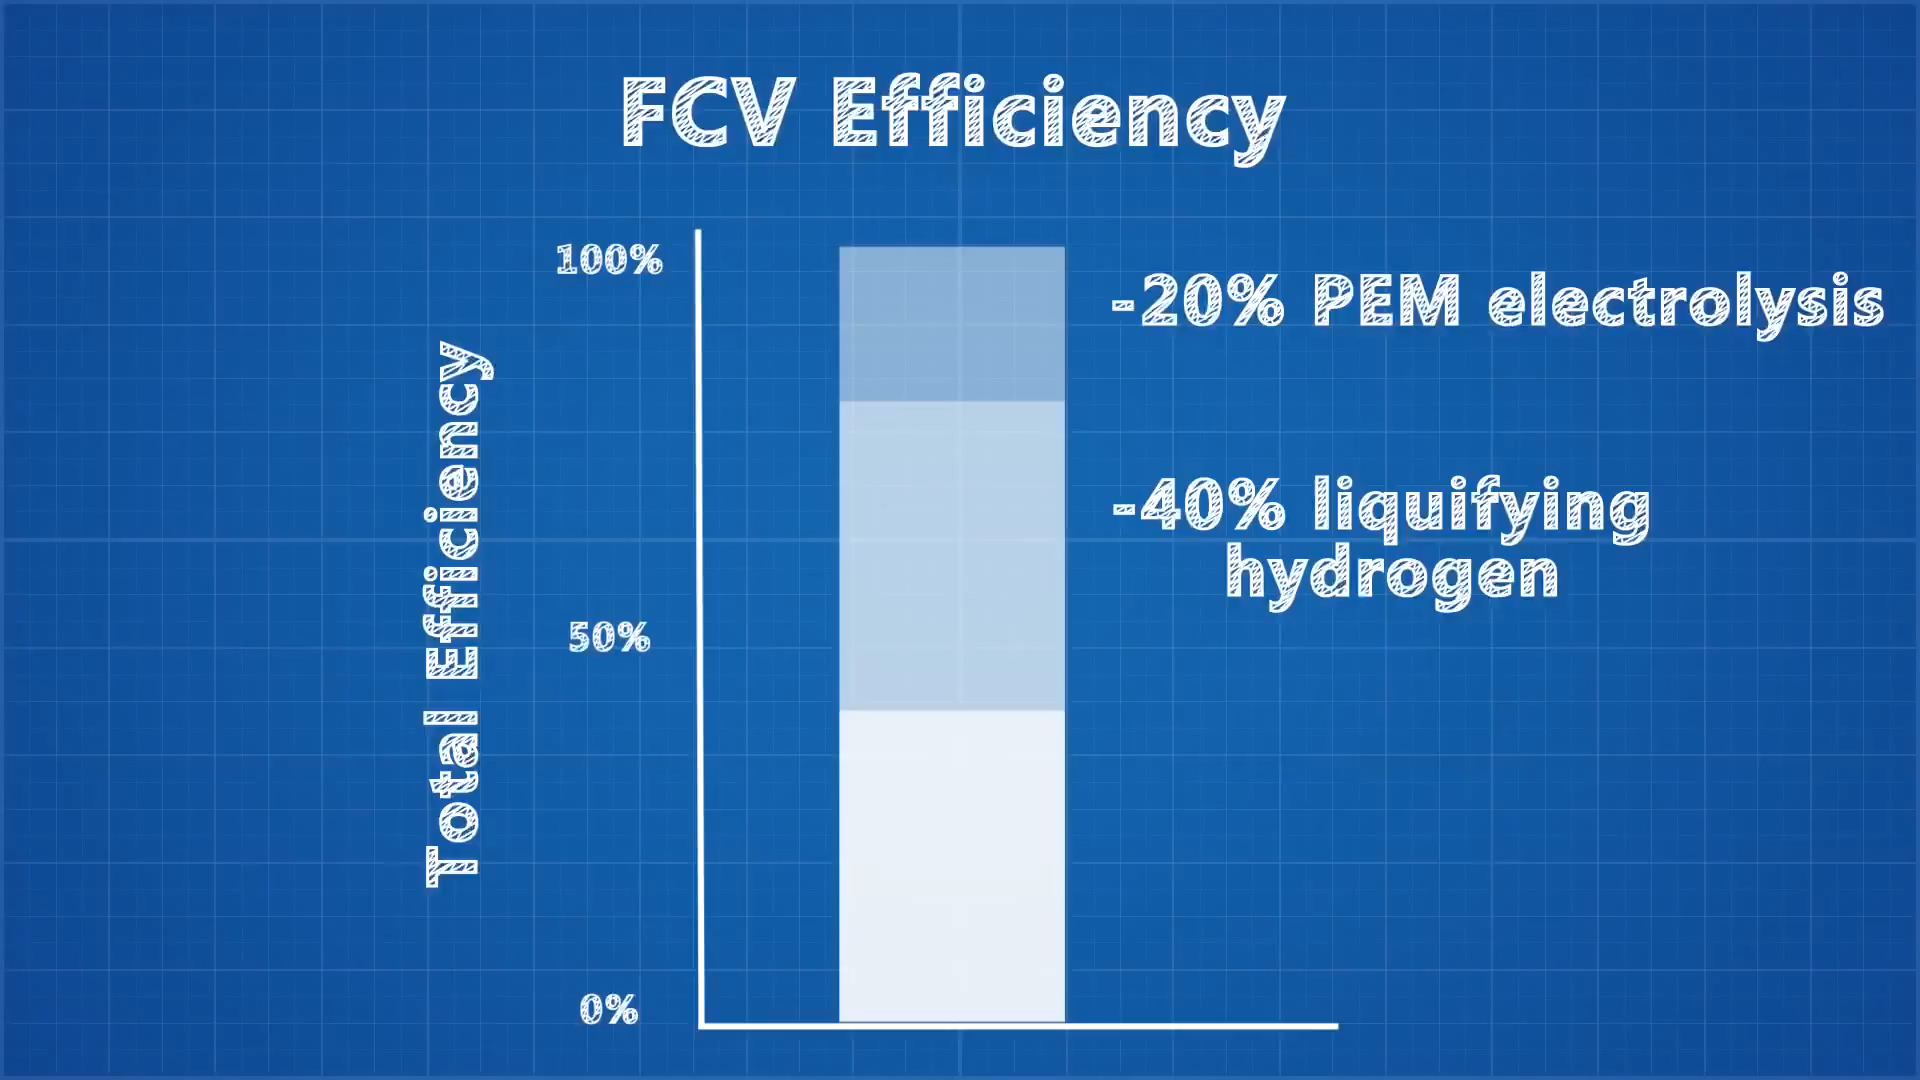 FCV Efficiency
100%
-20% PEM electrolysis
Total Efficiency
-40% liquifying
hydrogen
50%
0%